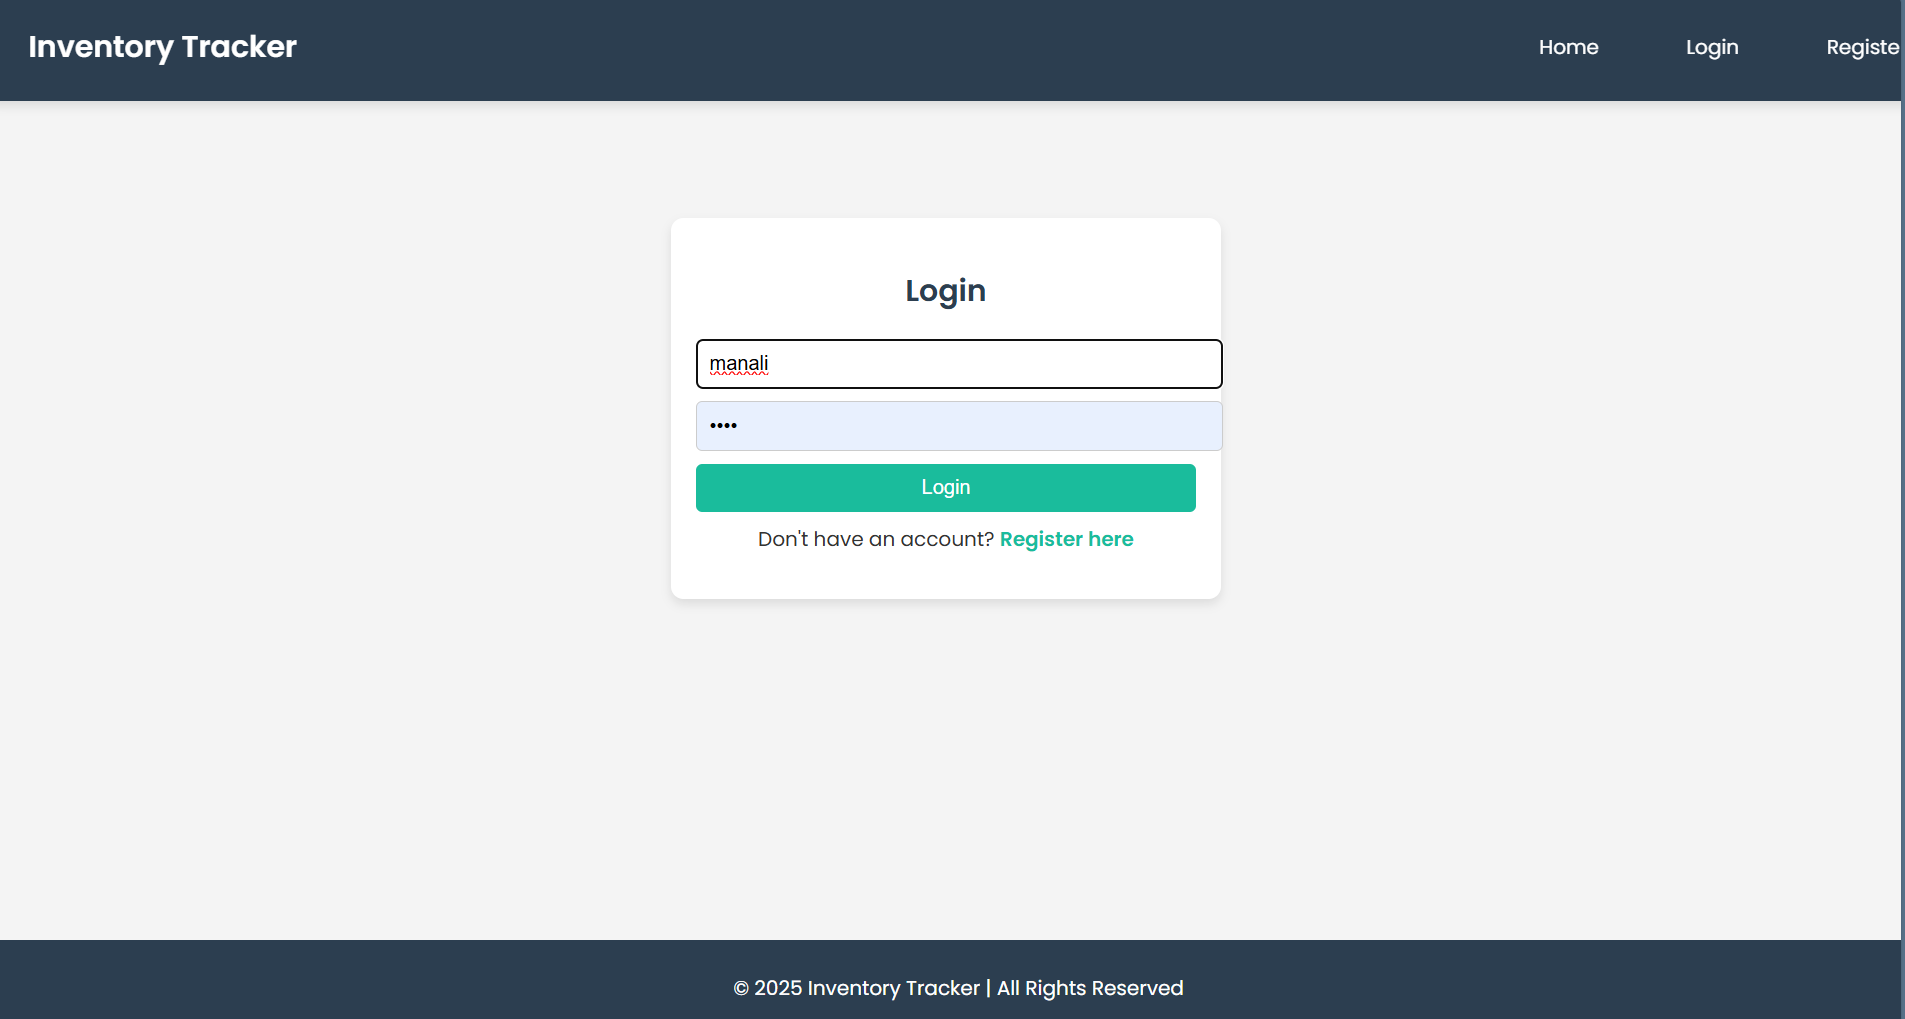 Inventory Tracker
Home Login Registe
Login
manali
••••
Login
Don't have an account? Register here
© 2025 Inventory Tracker | All Rights Reserved